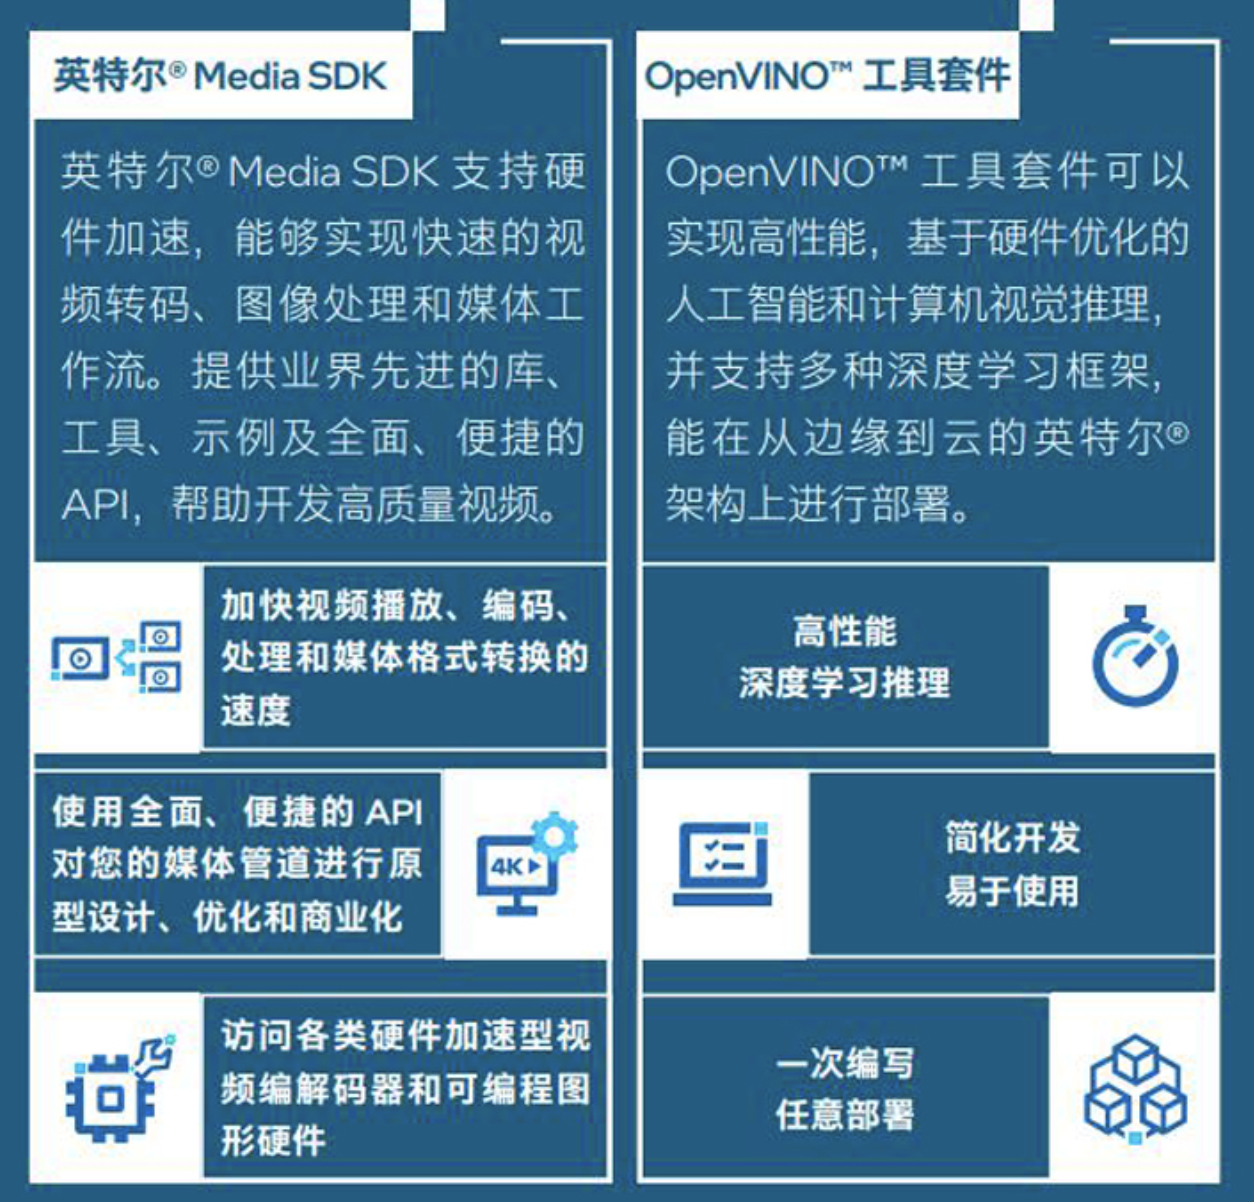 英特尔® Media SDK
英特尔® Media SDK 支持硬
件加速，能够实现快速的视
频转码、图像处理和媒体工
作流。提供业界先进的库、
工具、示例及全面、便捷的
API，帮助开发高质量视频。
加快视频播放、编码、
处理和媒体格式转换的
速度
使用全面、便捷的 API
对您的媒体管道进行原
型设计、优化和商业化
4K
访问各类硬件加速型视
频编解码器和可编程图
形硬件
OpenVINO™ 工具套件
OpenVINO™ 工具套件可以
实现高性能，基于硬件优化的
人工智能和计算机视觉推理，
并支持多种深度学习框架，
能在从边缘到云的英特尔®
架构上进行部署。
高性能
深度学习推理
简化开发
易于使用
一次编写
任意部署